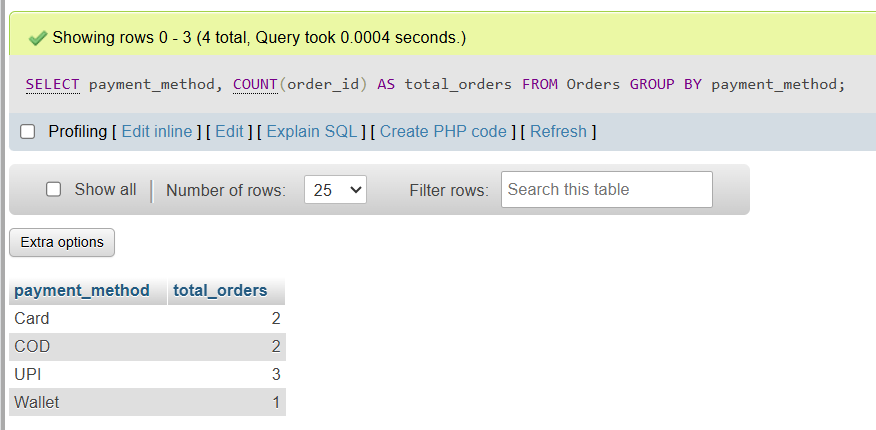 Showing rows 0 - 3 (4 total, Query took 0.0004 seconds.)
SELECT payment_method, COUNT(order_id) AS total_orders FROM Orders GROUP BY payment_method;
Profiling [ Edit inline ] [ Edit ] [ Explain SQL ] [ Create PHP code ] [ Refresh ]
Show all Number of rows: 25 Filter rows: Search this table
Extra options
payment_method total_orders
Card 2
COD 2
UPI 3
Wallet 1